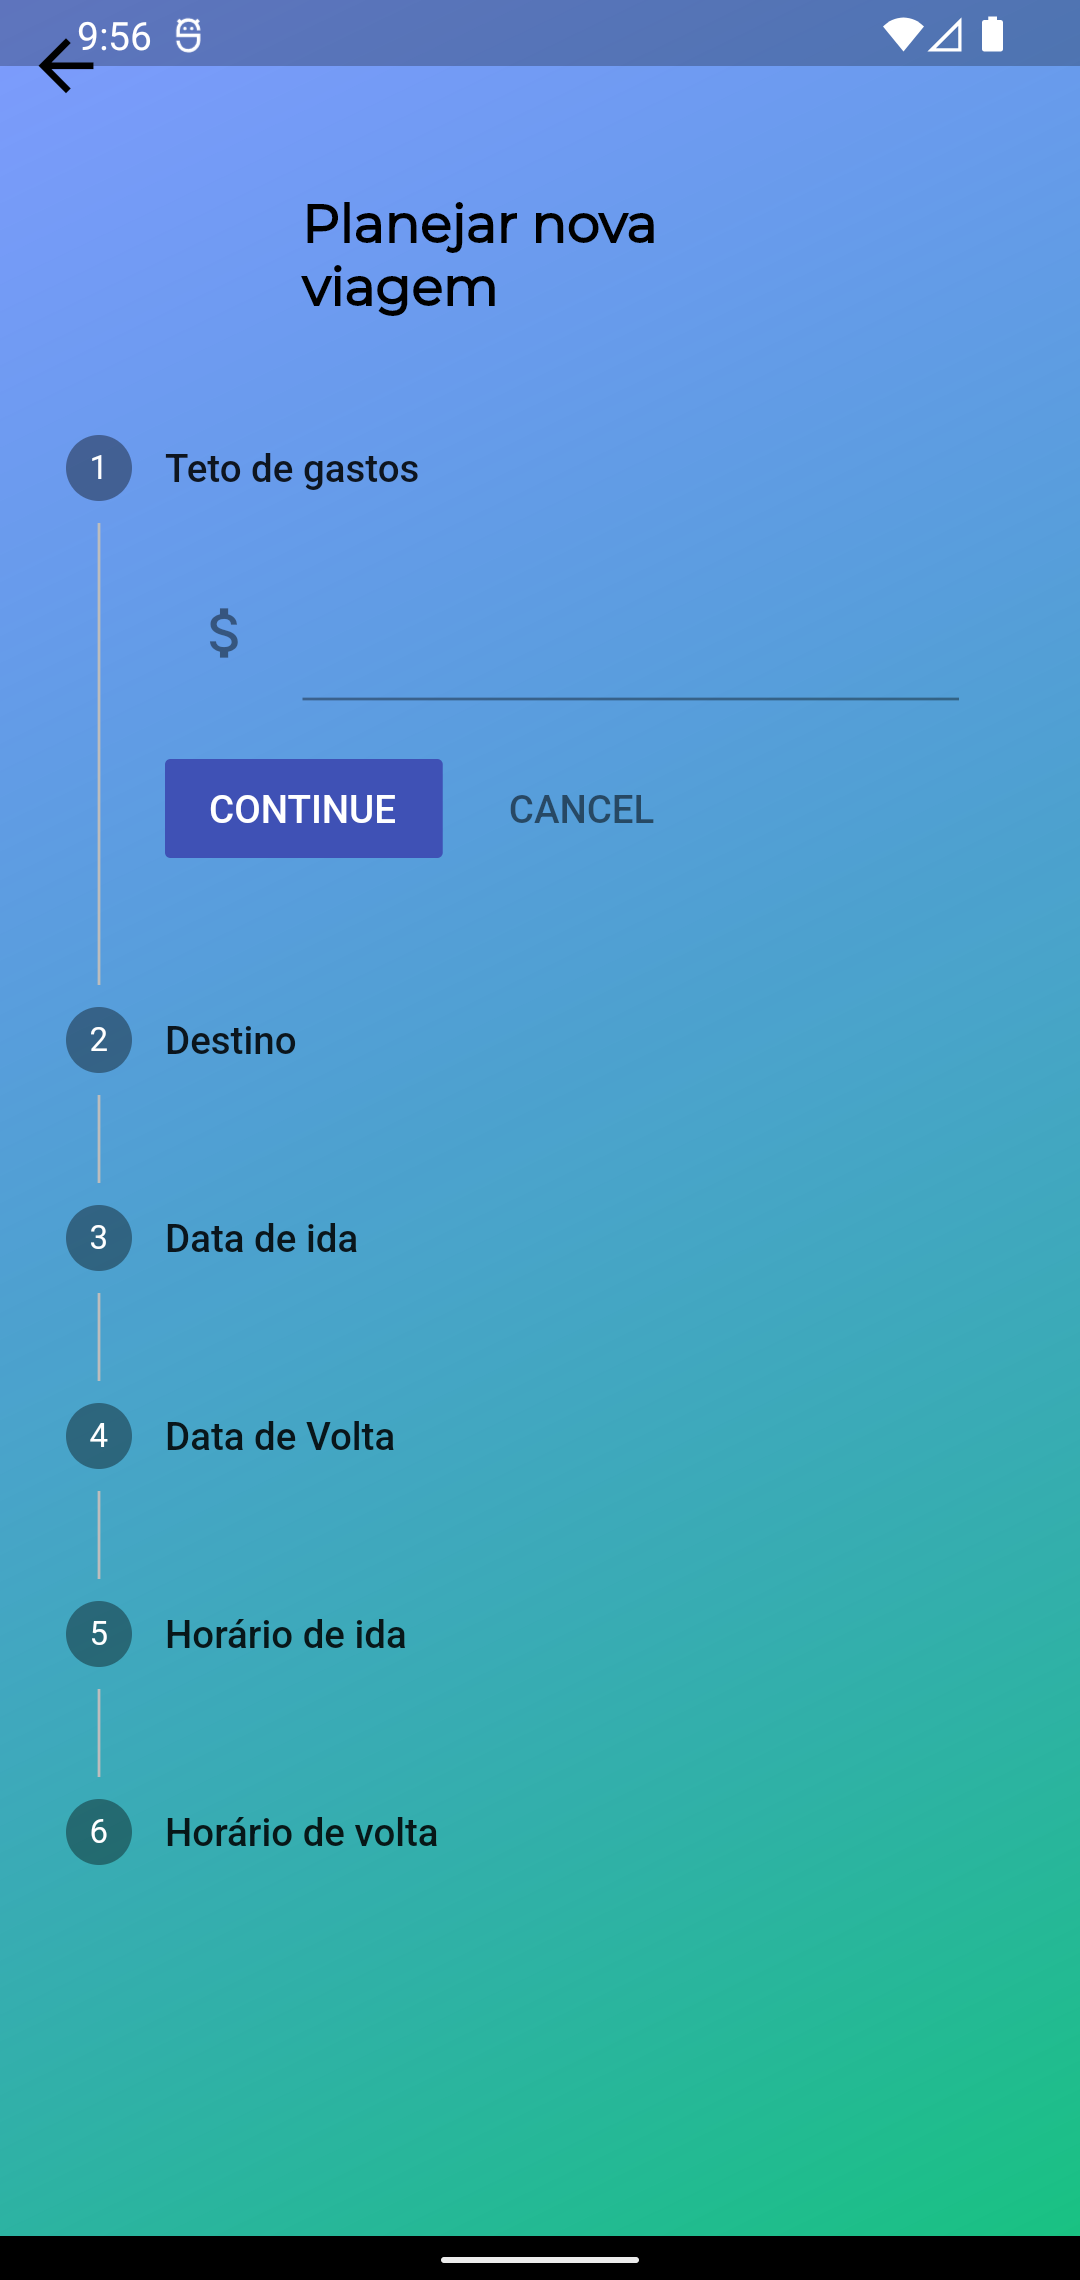 9:56
Planejar nova
viagem
1 Teto de gastos
$
CONTINUE CANCEL
2 Destino
3 Data de ida
4 Data de Volta
5 Horário de ida
6 Horário de volta